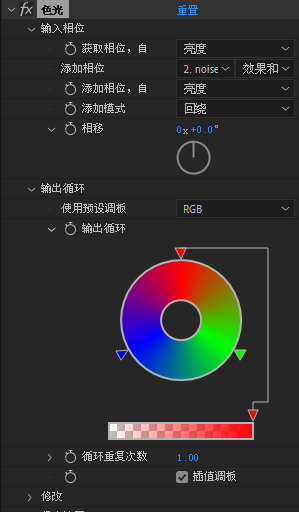 fx 色光 重置
输入相位
获取相位，自 亮度
添加相位 2. noise 效果和
添加相位，自 亮度
添加模式 回绕
相移
0x+0.0°
输出循环
使用预设调板 RGB
输出循环
循环重复次数 1.00
插值调板
修改